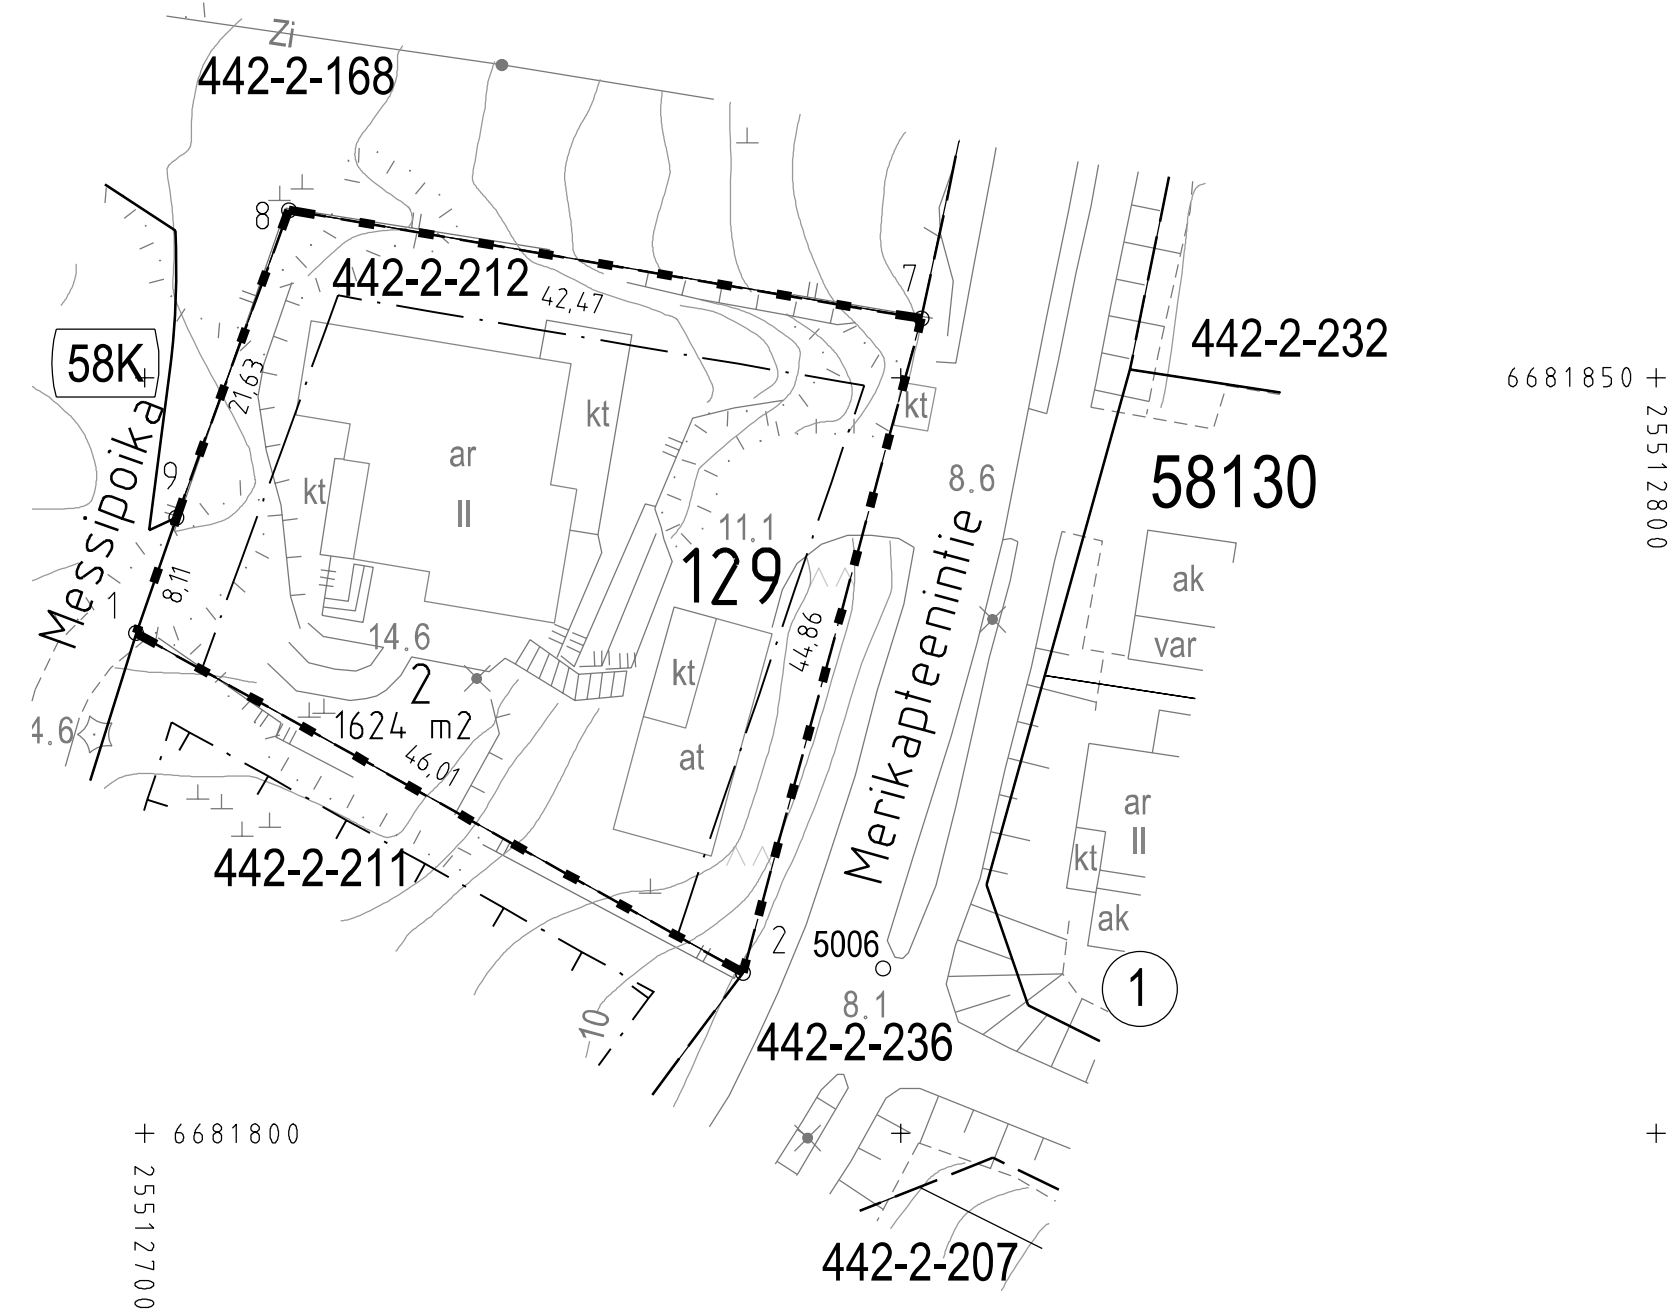 Zi
442-2-168
8
442-2-212
42,47
7
442-2-232
6681850
25512800
58K
21,63
kt
kt
ar
II
kt
9
Messipoika
8,11
1
8.6
58130
11.1
129
Merikapteenintie
44,86
ak
var
14.6
2
1624 m2
46,01
kt
at
4.6
442-2-211
ar
II
kt
ak
2
5006
1
10
8.1
442-2-236
6681800
25512700
442-2-207